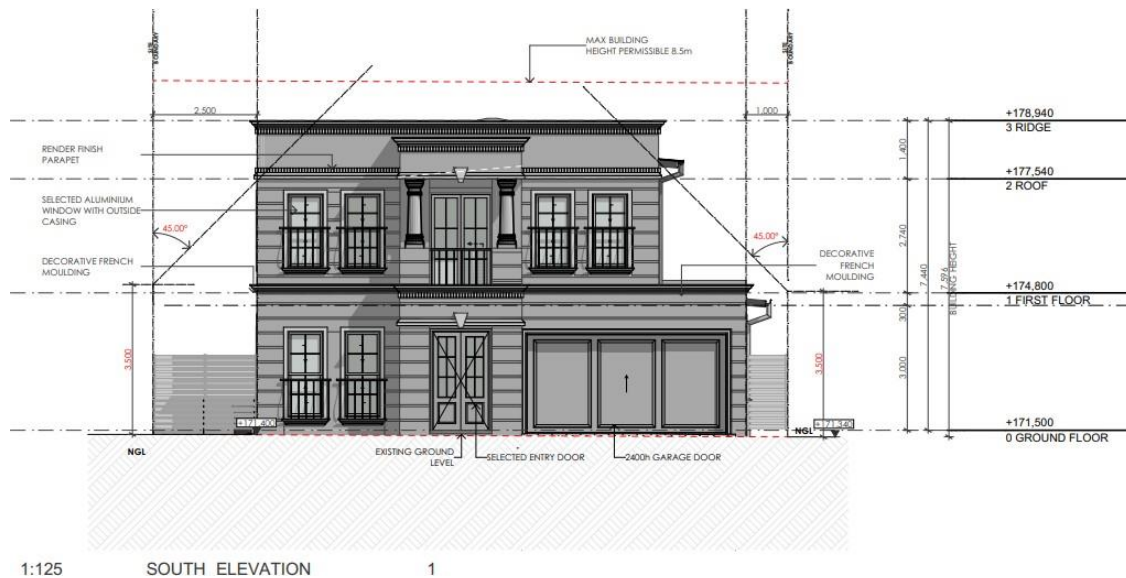 MAX BUILDING
HEIGHT PERMISSIBLE 8.5m
2.500
1.000
+178,940
3 RIDGE
RENDER FINISH
PARAPET
1.400
+177,540
2 ROOF
SELECTED ALUMINIUM
WINDOW WITH OUTSIDE
CASING
45.00°
45.00°
2.740
DECORATIVE FRENCH
MOULDING
DECORATIVE
FRENCH
MOULDING
7.440
7.596
BUILDING HEIGHT
+174,800
1 FIRST FLOOR
300
3.500
3.500
3.000
+171,400
+171,340
+171,500
0 GROUND FLOOR
NGL
NGL
EXISTING GROUND
LEVEL
SELECTED ENTRY DOOR
2400h GARAGE DOOR
1:125 SOUTH ELEVATION 1